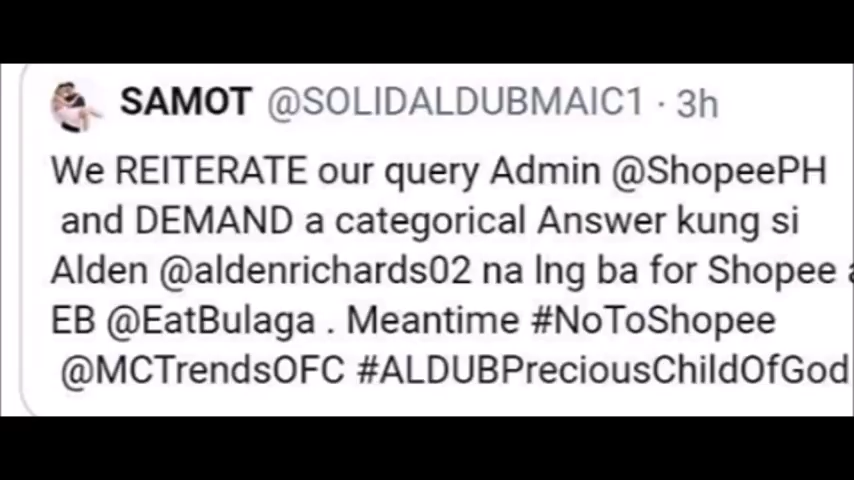 SAMOT @SOLIDALDUBMAIC1 · 3h
We REITERATE our query Admin @ShopeePH
and DEMAND a categorical Answer kung si
Alden @aldenrichards02 na lng ba for Shopee
EB @EatBulaga . Meantime #NoToShopee
@MCTrendsOFC #ALDUBPreciousChildOfGod